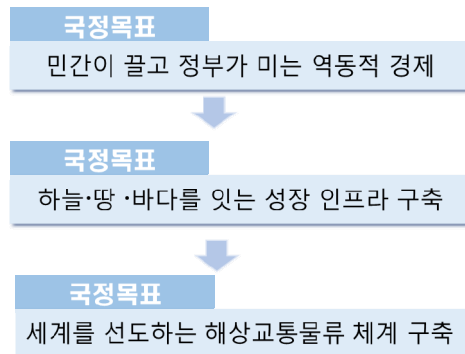 국정목표
민간이 끌고 정부가 미는 역동적 경제
국정목표
하늘·땅 ·바다를 잇는 성장 인프라 구축
국정목표
세계를 선도하는 해상교통물류 체계 구축